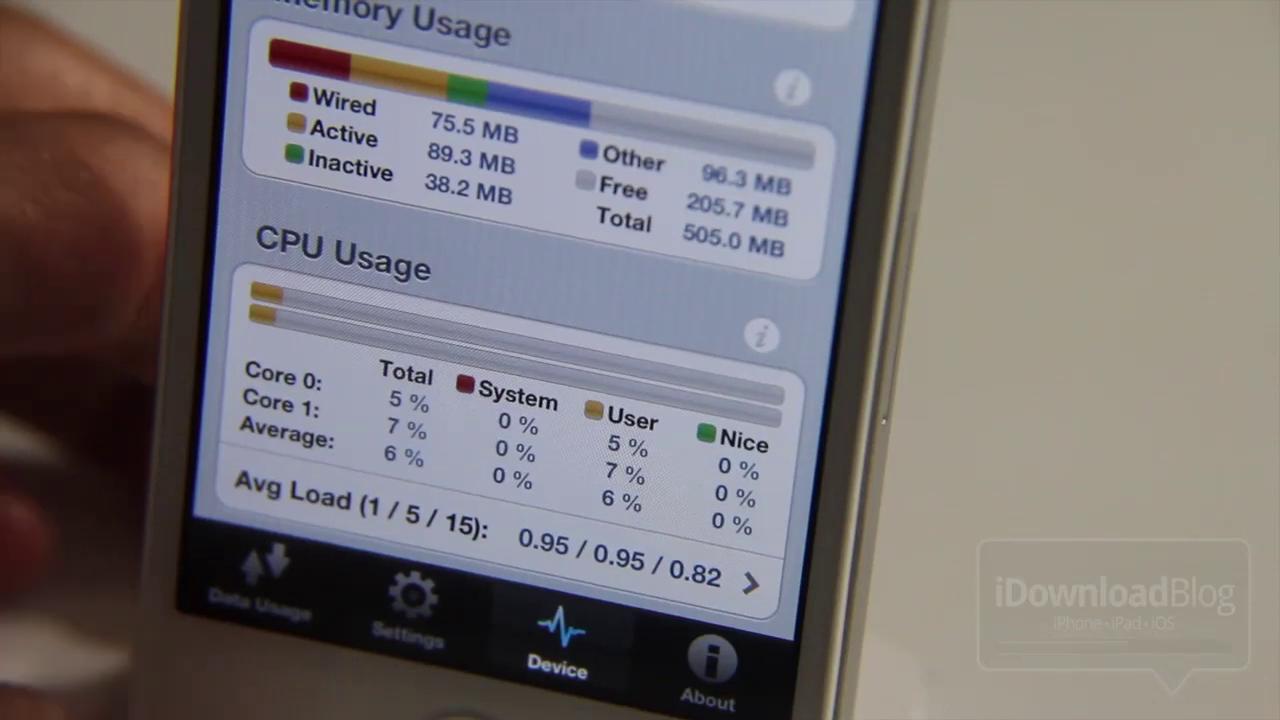 Memory Usage
Wired 75.5 MB
Active 89.3 MB
Inactive 38.2 MB
Other 96.3 MB
Free 205.7 MB
Total 505.0 MB
CPU Usage
Total System User Nice
Core 0: 5 % 0 % 5 % 0 %
Core 1: 7 % 0 % 7 % 0 %
Average: 6 % 0 % 6 % 0 %
Avg Load (1 / 5 / 15): 0.95 / 0.95 / 0.82
Data Usage
Settings
Device
About
iDownloadBlog
iPhone • iPad • iOS